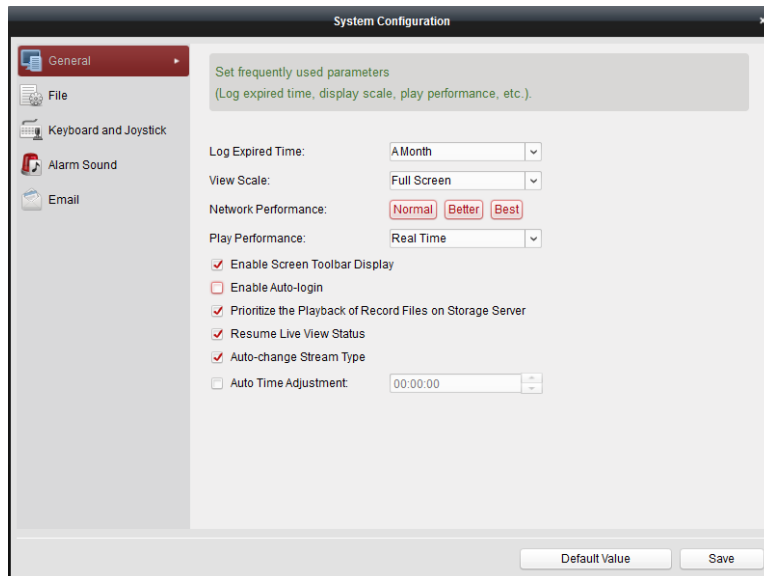 System Configuration
General
File
Keyboard and Joystick
Alarm Sound
Email
Set frequently used parameters
(Log expired time, display scale, play performance, etc.).
Log Expired Time: A Month
View Scale: Full Screen
Network Performance: Normal Better Best
Play Performance: Real Time
Enable Screen Toolbar Display
Enable Auto-login
Prioritize the Playback of Record Files on Storage Server
Resume Live View Status
Auto-change Stream Type
Auto Time Adjustment: 00:00:00
Default Value Save